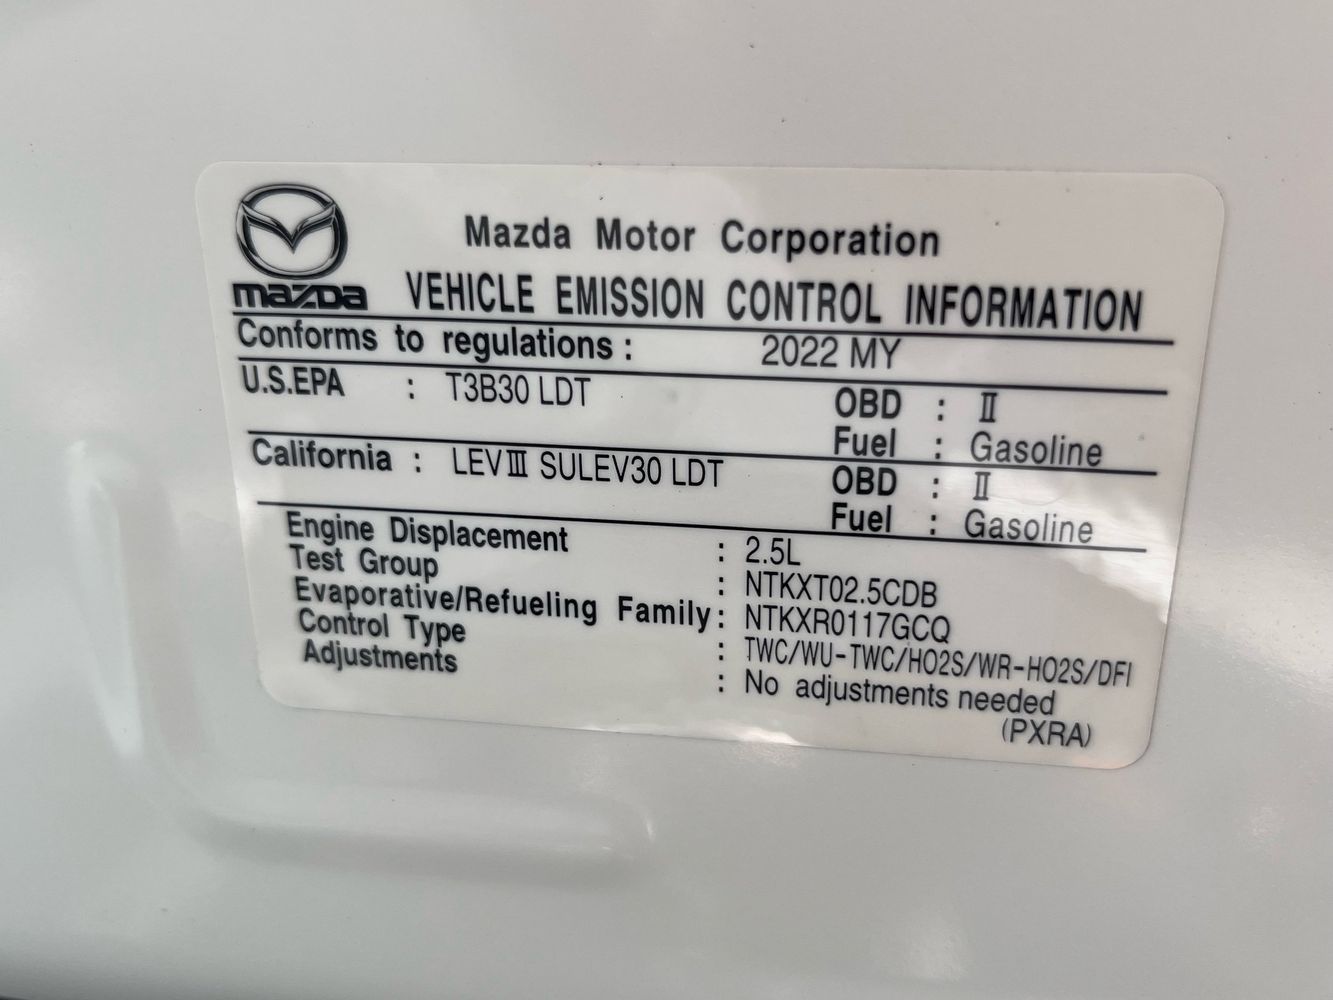 Mazda Motor Corporation
mazda VEHICLE EMISSION CONTROL INFORMATION
Conforms to regulations : 2022 MY
U.S.EPA : T3B30 LDT OBD : Ⅱ
Fuel : Gasoline
California : LEVⅢ SULEV30 LDT OBD : Ⅱ
Fuel : Gasoline
Engine Displacement : 2.5L
Test Group : NTKXT02.5CDB
Evaporative/Refueling Family : NTKXR0117GCQ
Control Type : TWC/WU-TWC/HO2S/WR-HO2S/DFI
Adjustments : No adjustments needed
(PXRA)